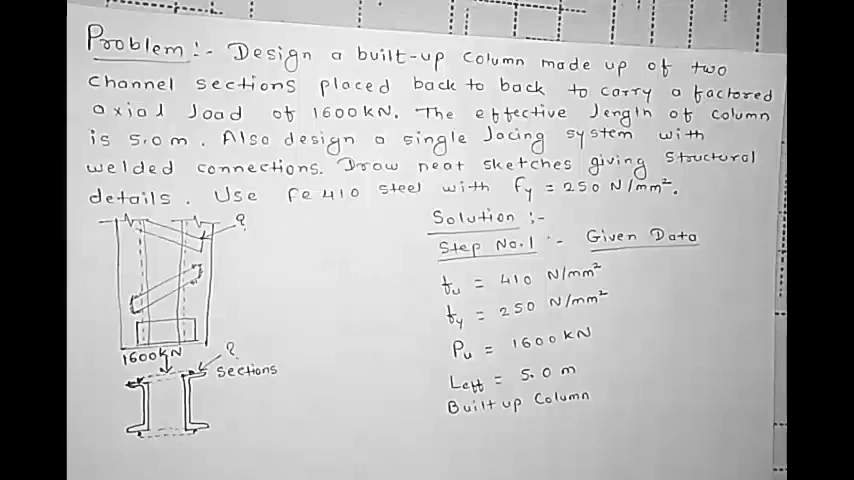 Problem :- Design a built-up column made up of two
channel sections placed back to back to carry a factored
axial load of 1600 KN. The effective length of column
is 5.0 m. Also design a single lacing system with
welded connections. Draw neat sketches giving structural
details. Use Fe 410 steel with Fy = 250 N/mm².
Solution :-
Step No.1 :- Given Data
fu = 410 N/mm²
fy = 250 N/mm²
Pu = 1600 KN
Leff = 5.0 m
Built up Column
?
1600KN
?
Sections